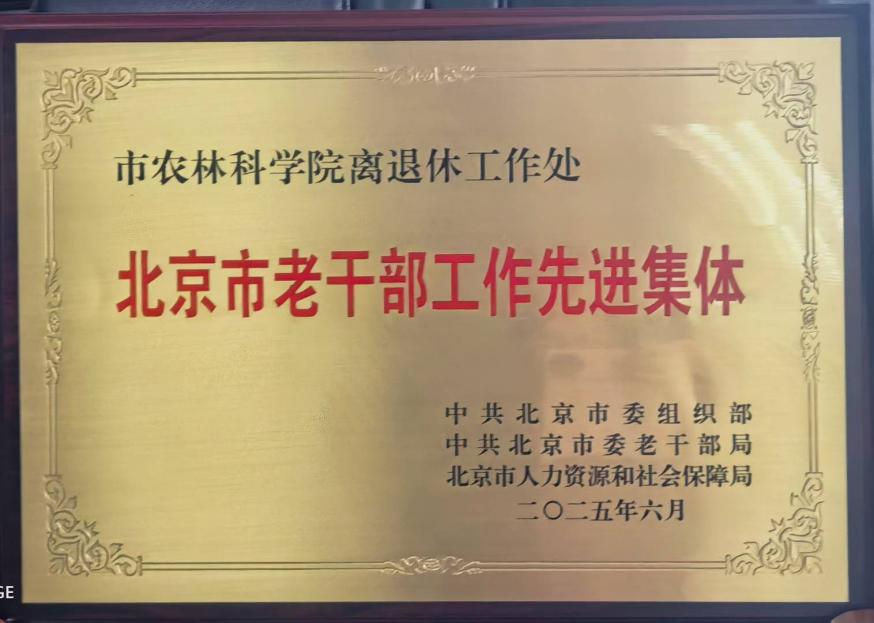 市农林科学院离退休工作处
北京市老干部工作先进集体
中共北京市委组织部
中共北京市委老干部局
北京市人力资源和社会保障局
二〇二五年六月
GE